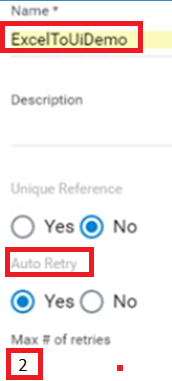 Name *
ExcelToUiDemo
Description
Unique Reference
Yes No
Auto Retry
Yes No
Max # of retries
2